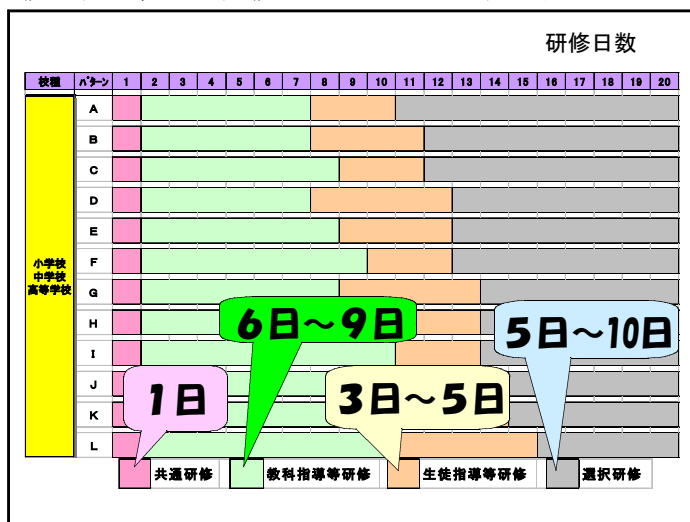 研修日数
校種 パターン 1 2 3 4 5 6 7 8 9 10 11 12 13 14 15 16 17 18 19 20
A
B
C
D
E
F
小学校
中学校
高等学校
G
H
I
J
K
L
6日～9日
5日～10日
1日
3日～5日
共通研修 教科指導等研修 生徒指導等研修 選択研修